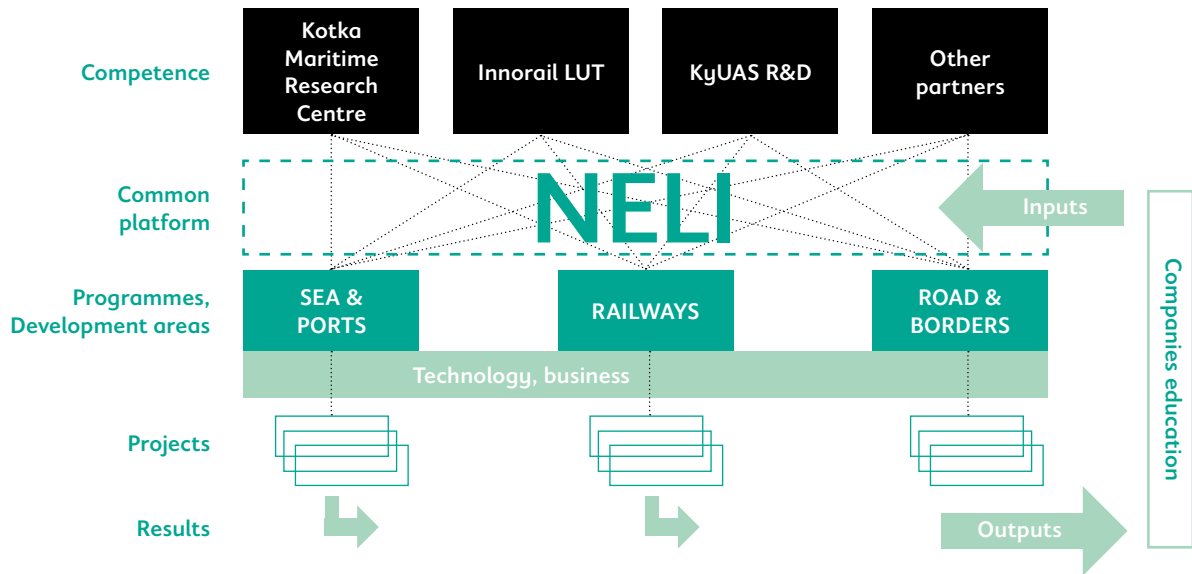 Competence
Kotka
Maritime
Research
Centre
Innorail LUT
KyUAS R&D
Other
partners
Common
platform
NELI
Inputs
Programmes,
Development areas
SEA &
PORTS
RAILWAYS
ROAD &
BORDERS
Technology, business
Projects
Results
Outputs
Companies education